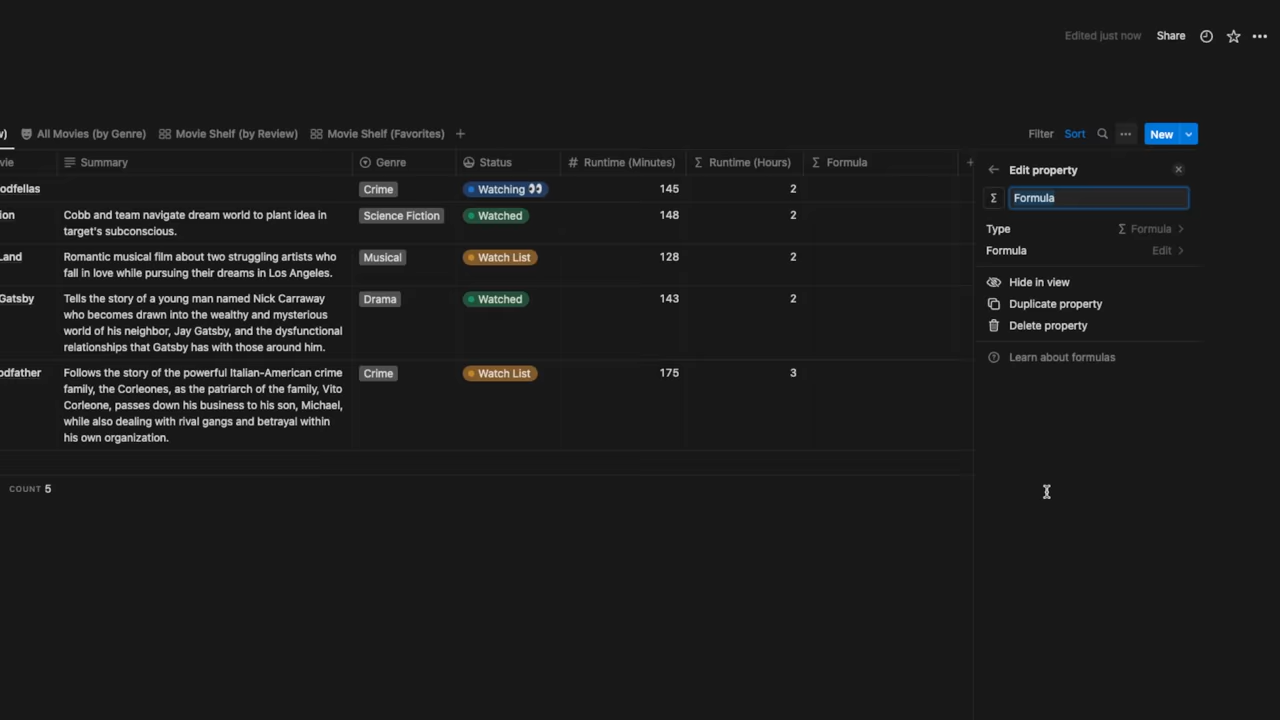 Edited just now Share
w) All Movies (by Genre) Movie Shelf (by Review) Movie Shelf (Favorites) + Filter Sort New
vie Summary Genre Status # Runtime (Minutes) Σ Runtime (Hours) Σ Formula +
odfellas Crime Watching 👀 145 2
ion Cobb and team navigate dream world to plant idea in Science Fiction Watched 148 2
target's subconscious.
Land Romantic musical film about two struggling artists who Musical Watch List 128 2
fall in love while pursuing their dreams in Los Angeles.
Gatsby Tells the story of a young man named Nick Carraway Drama Watched 143 2
who becomes drawn into the wealthy and mysterious
world of his neighbor, Jay Gatsby, and the dysfunctional
relationships that Gatsby has with those around him.
odfather Follows the story of the powerful Italian-American crime Crime Watch List 175 3
family, the Corleones, as the patriarch of the family, Vito
Corleone, passes down his business to his son, Michael,
while also dealing with rival gangs and betrayal within
his own organization.
COUNT 5
Edit property
Σ Formula
Type Σ Formula
Formula Edit
Hide in view
Duplicate property
Delete property
Learn about formulas